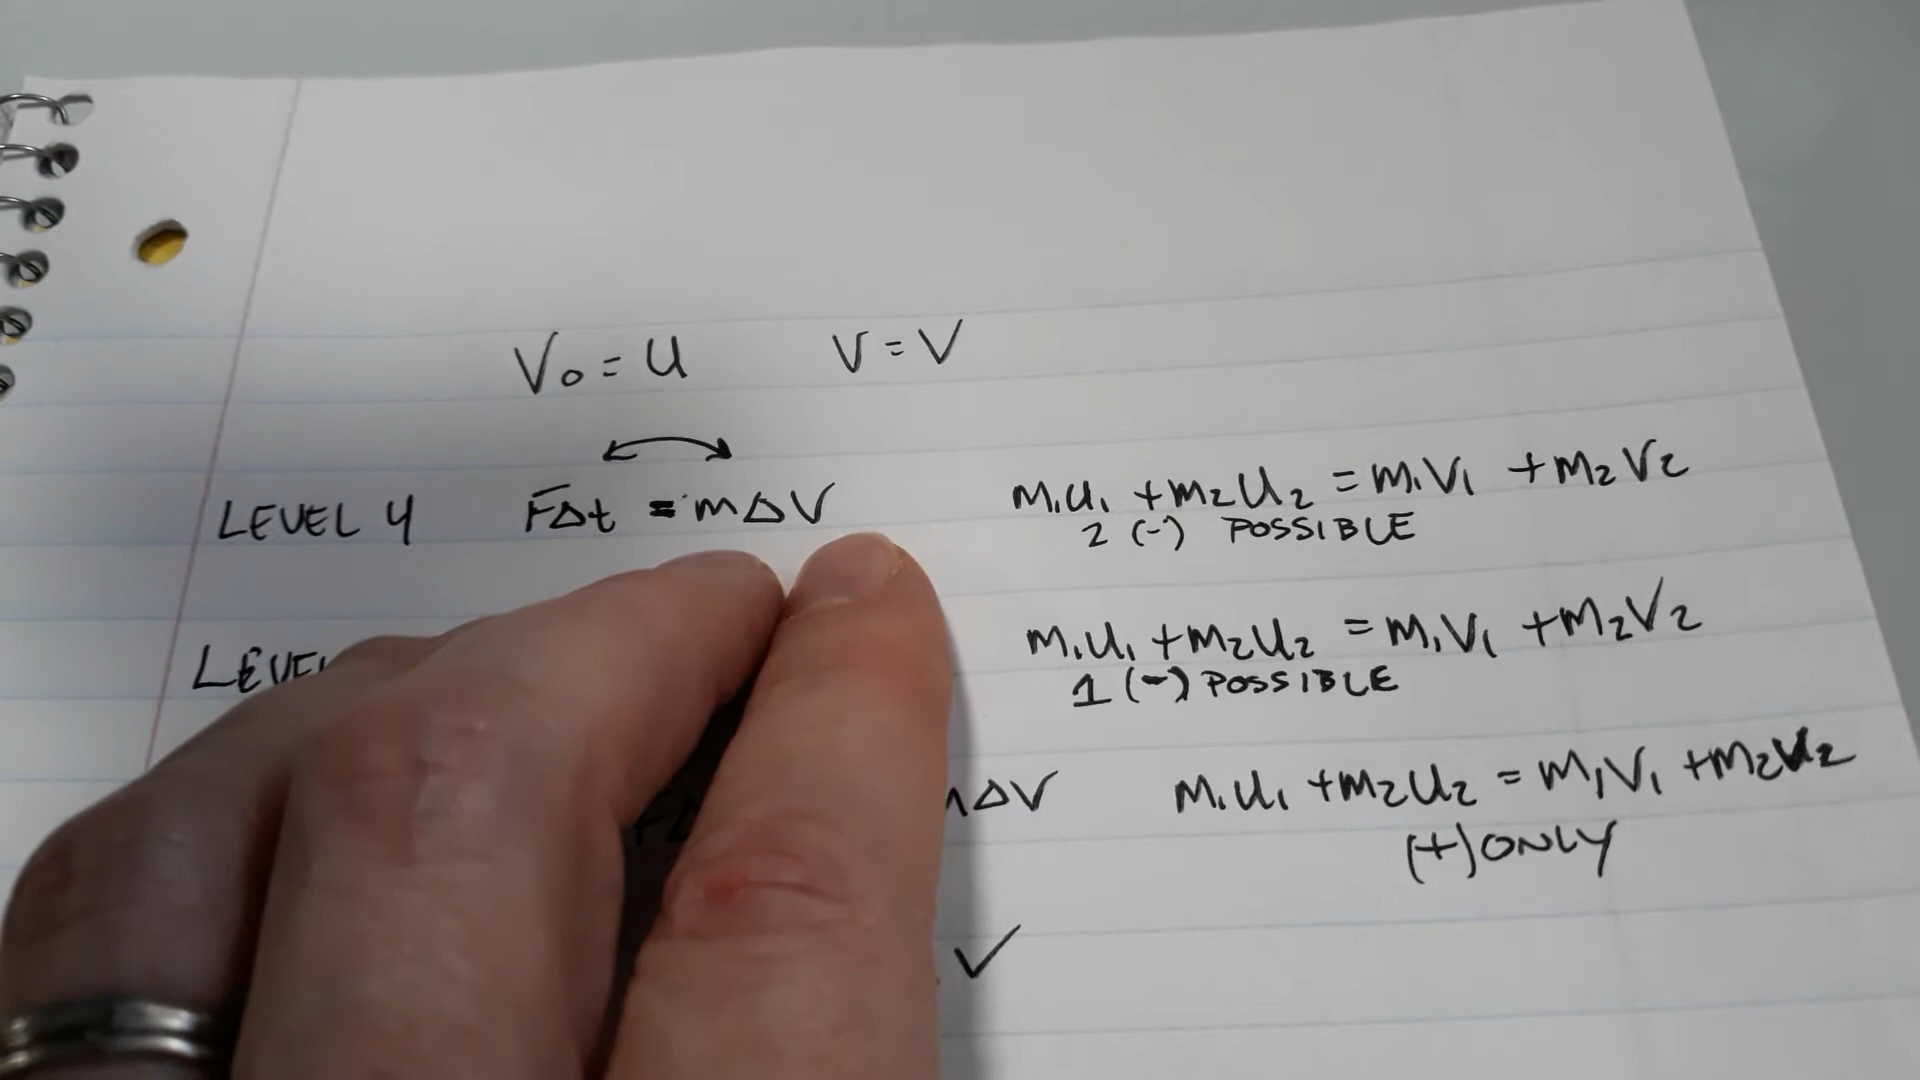 V₀ = U V = V
LEVEL 4 FΔt = mΔV m₁u₁ + m₂u₂ = m₁v₁ + m₂v₂
2 (-) POSSIBLE
m₁u₁ + m₂u₂ = m₁v₁ + m₂v₂
1 (-) POSSIBLE
ΔV m₁u₁ + m₂u₂ = m₁v₁ + m₂v₂
(+) ONLY
✓